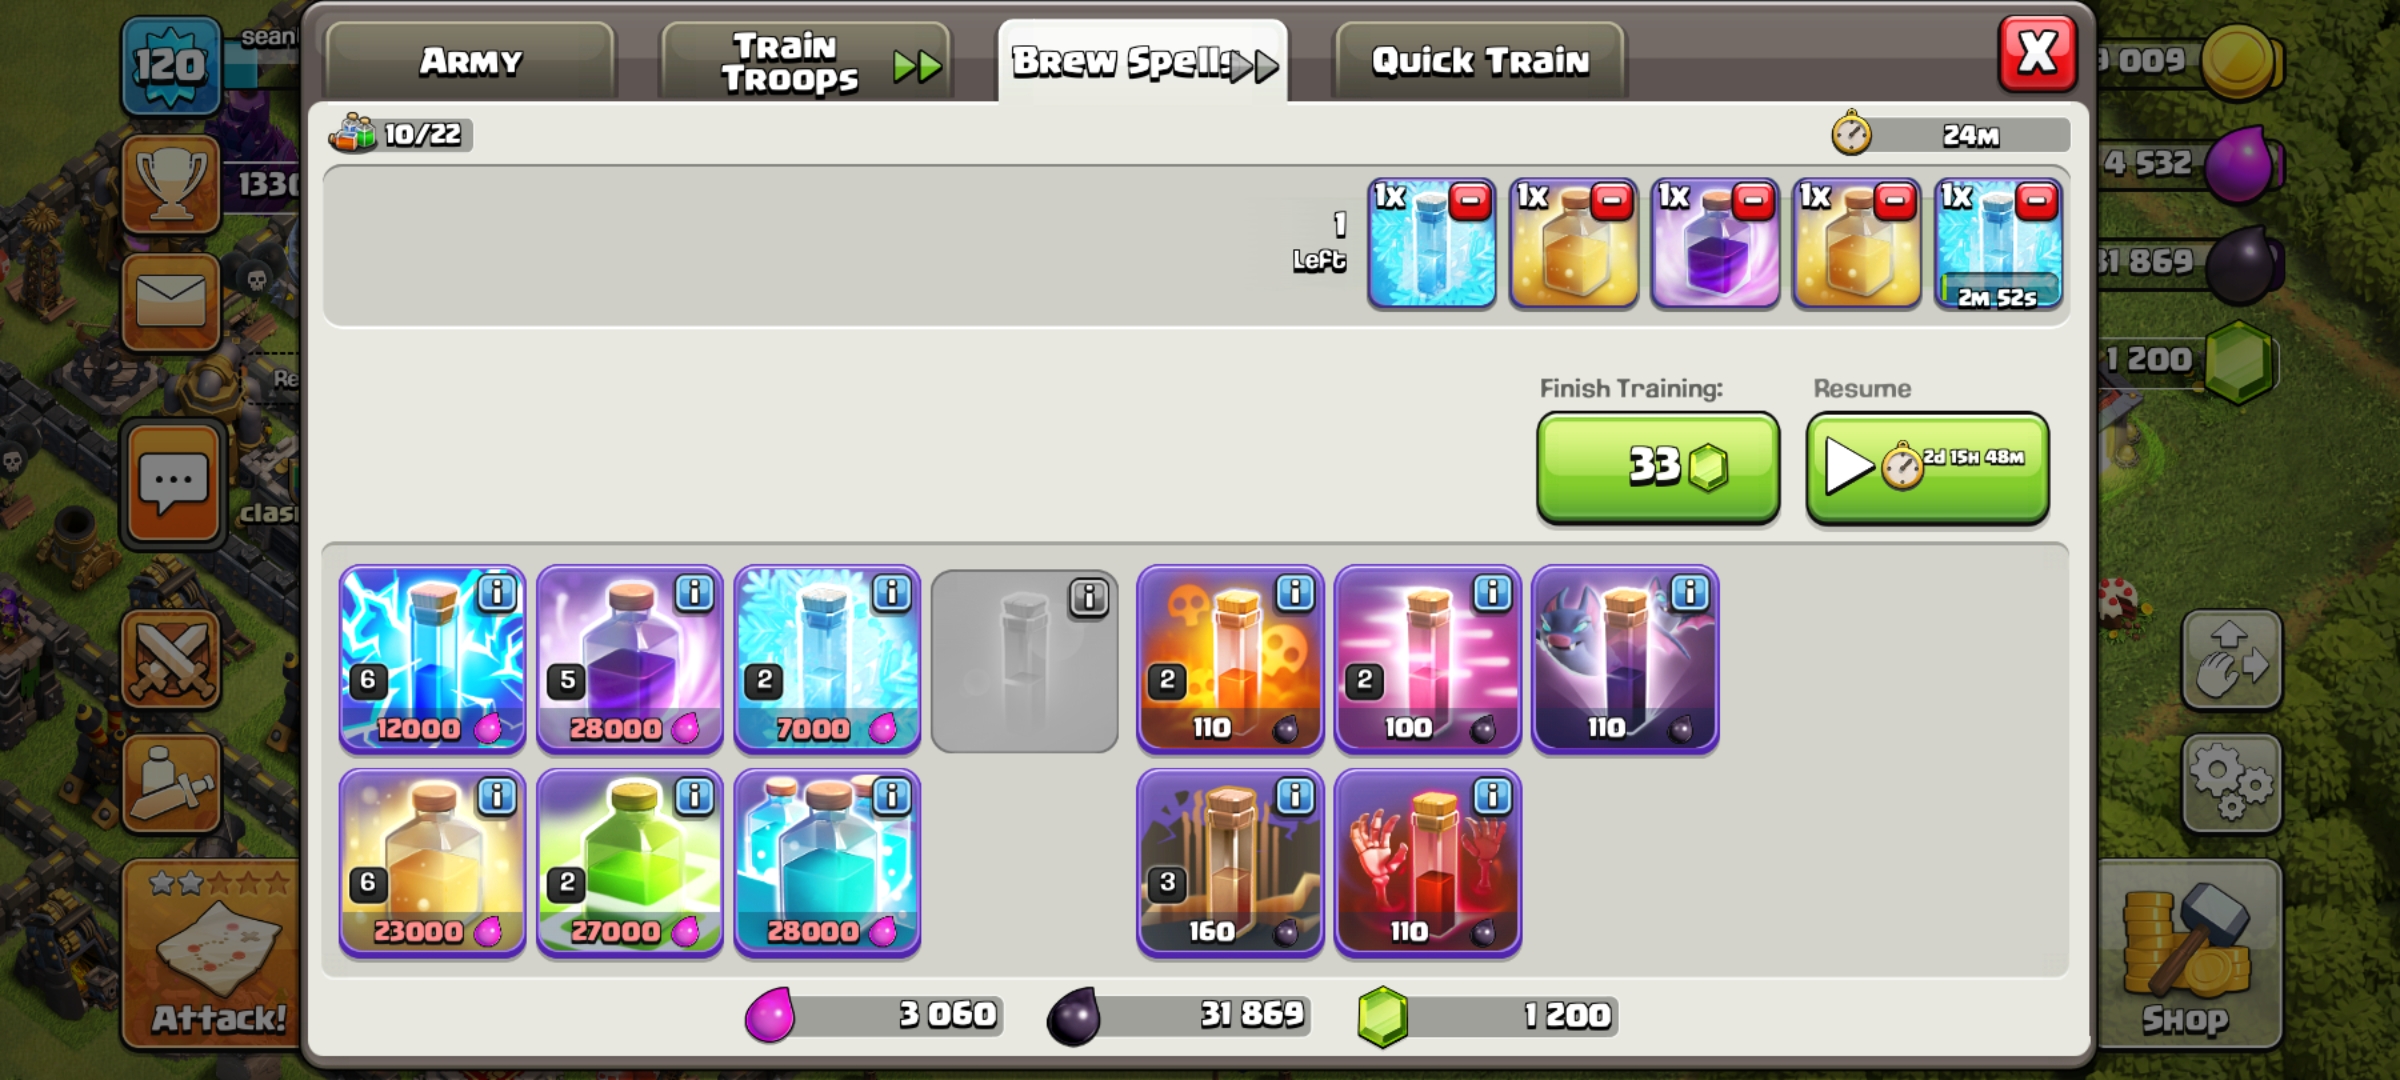 120
sean
1330
Re
clas
Attack!
Army
Train
Troops
Brew Spells
Quick Train
X
10/22
24m
1
Left
1x
1x
1x
1x
1x
2m 52s
Finish Training:
33
Resume
2d 15h 48m
6
12000
5
28000
2
7000
2
110
2
100
110
6
23000
2
27000
28000
3
160
110
3 060
31 869
1 200
009
4 532
31 869
1 200
Shop